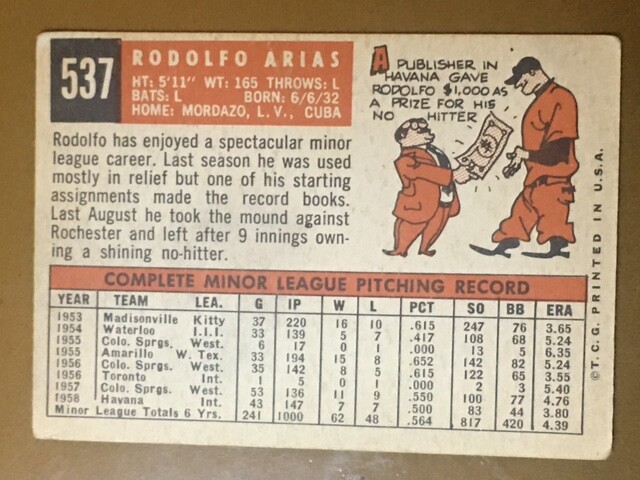 537
RODOLFO ARIAS
HT: 5'11" WT: 165 THROWS: L
BATS: L BORN: 6/6/32
HOME: MORDAZO, L. V., CUBA
A PUBLISHER IN
HAVANA GAVE
RODOLFO $1,000 AS
A PRIZE FOR HIS
NO HITTER
Rodolfo has enjoyed a spectacular minor
league career. Last season he was used
mostly in relief but one of his starting
assignments made the record books.
Last August he took the mound against
Rochester and left after 9 innings own-
ing a shining no-hitter.
COMPLETE MINOR LEAGUE PITCHING RECORD
YEAR TEAM LEA. G IP W L PCT SO BB ERA
1953 Madisonville Kitty 37 220 16 10 .615 247 76 3.65
1954 Waterloo I.I.I. 33 139 5 7 .417 108 68 5.24
1955 Colo. Sprgs. West. 6 17 0 1 .000 13 5 6.35
1955 Amarillo W. Tex. 33 194 15 8 .652 142 82 5.24
1956 Colo. Sprgs. West. 35 142 8 5 .615 122 65 3.55
1956 Toronto Int. 1 5 0 1 .000 2 3 5.40
1957 Colo. Sprgs. West. 53 136 11 9 .550 100 77 4.76
1958 Havana Int. 43 147 7 7 .500 83 44 3.80
Minor League Totals 6 Yrs. 241 1000 62 48 .564 817 420 4.39
©T. C. G. PRINTED IN U.S.A.